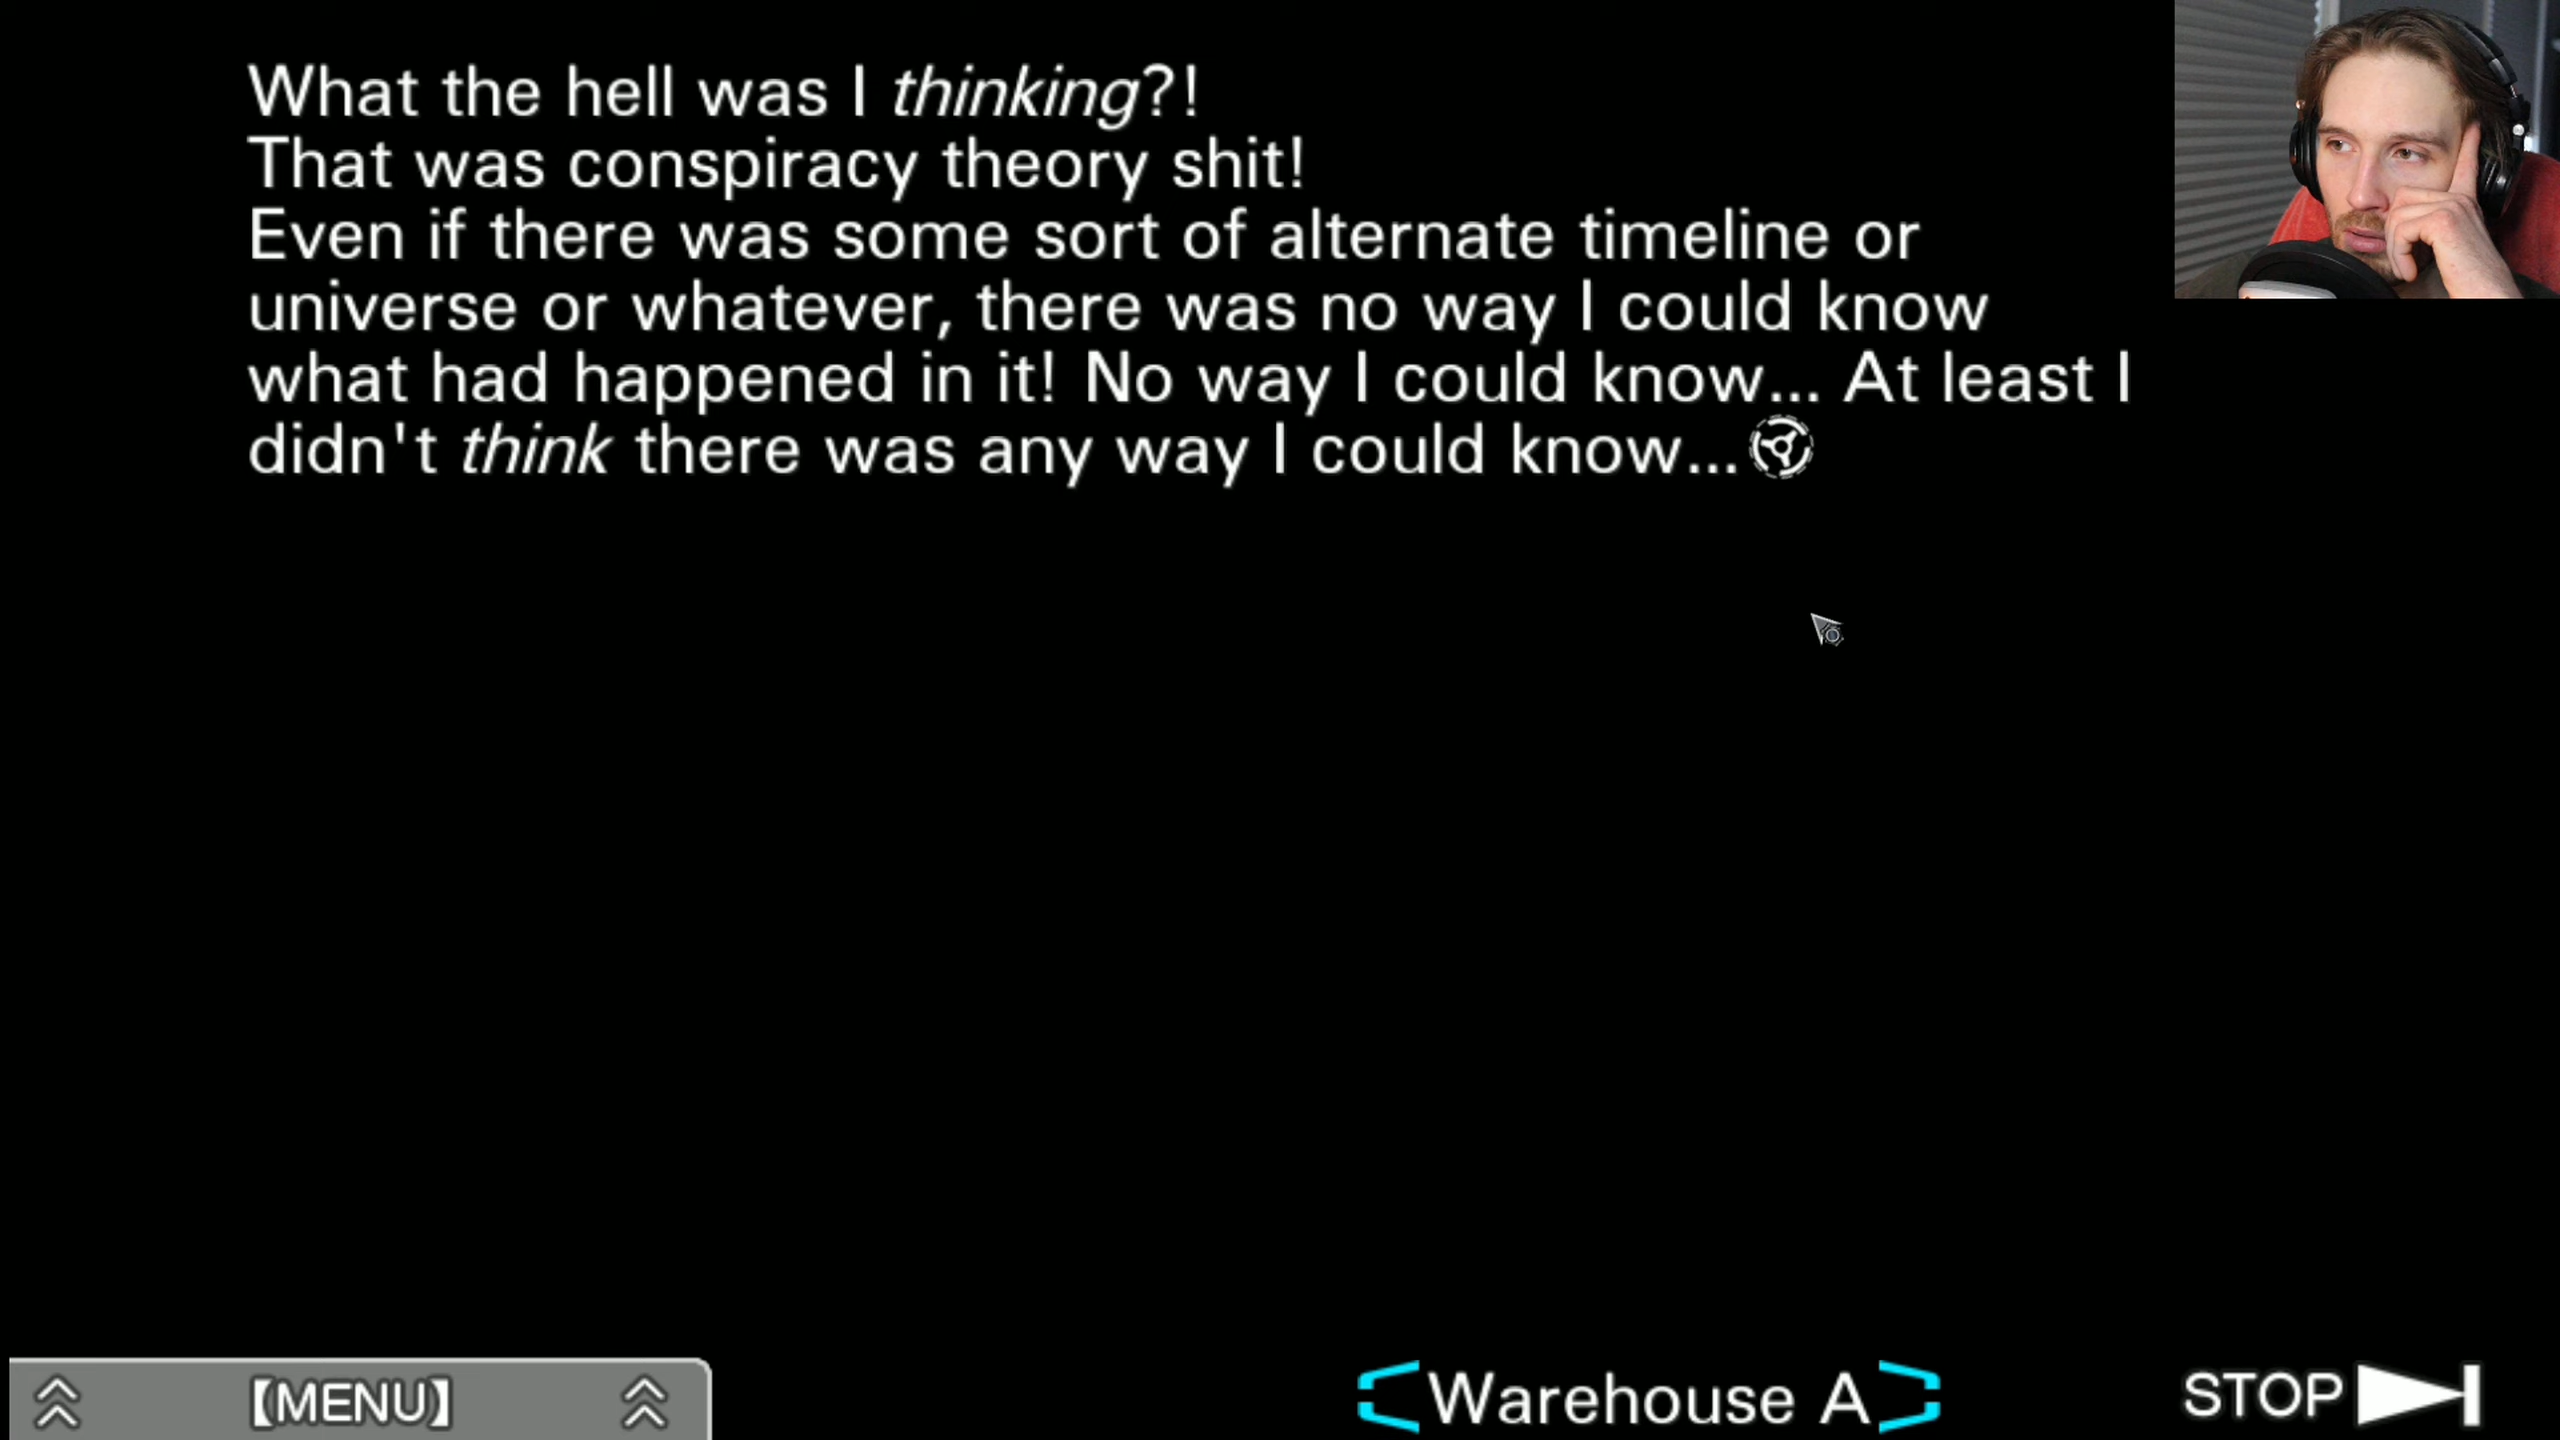 What the hell was I thinking?!
That was conspiracy theory shit!
Even if there was some sort of alternate timeline or
universe or whatever, there was no way I could know
what had happened in it! No way I could know... At least I
didn't think there was any way I could know...
【MENU】
Warehouse A
STOP